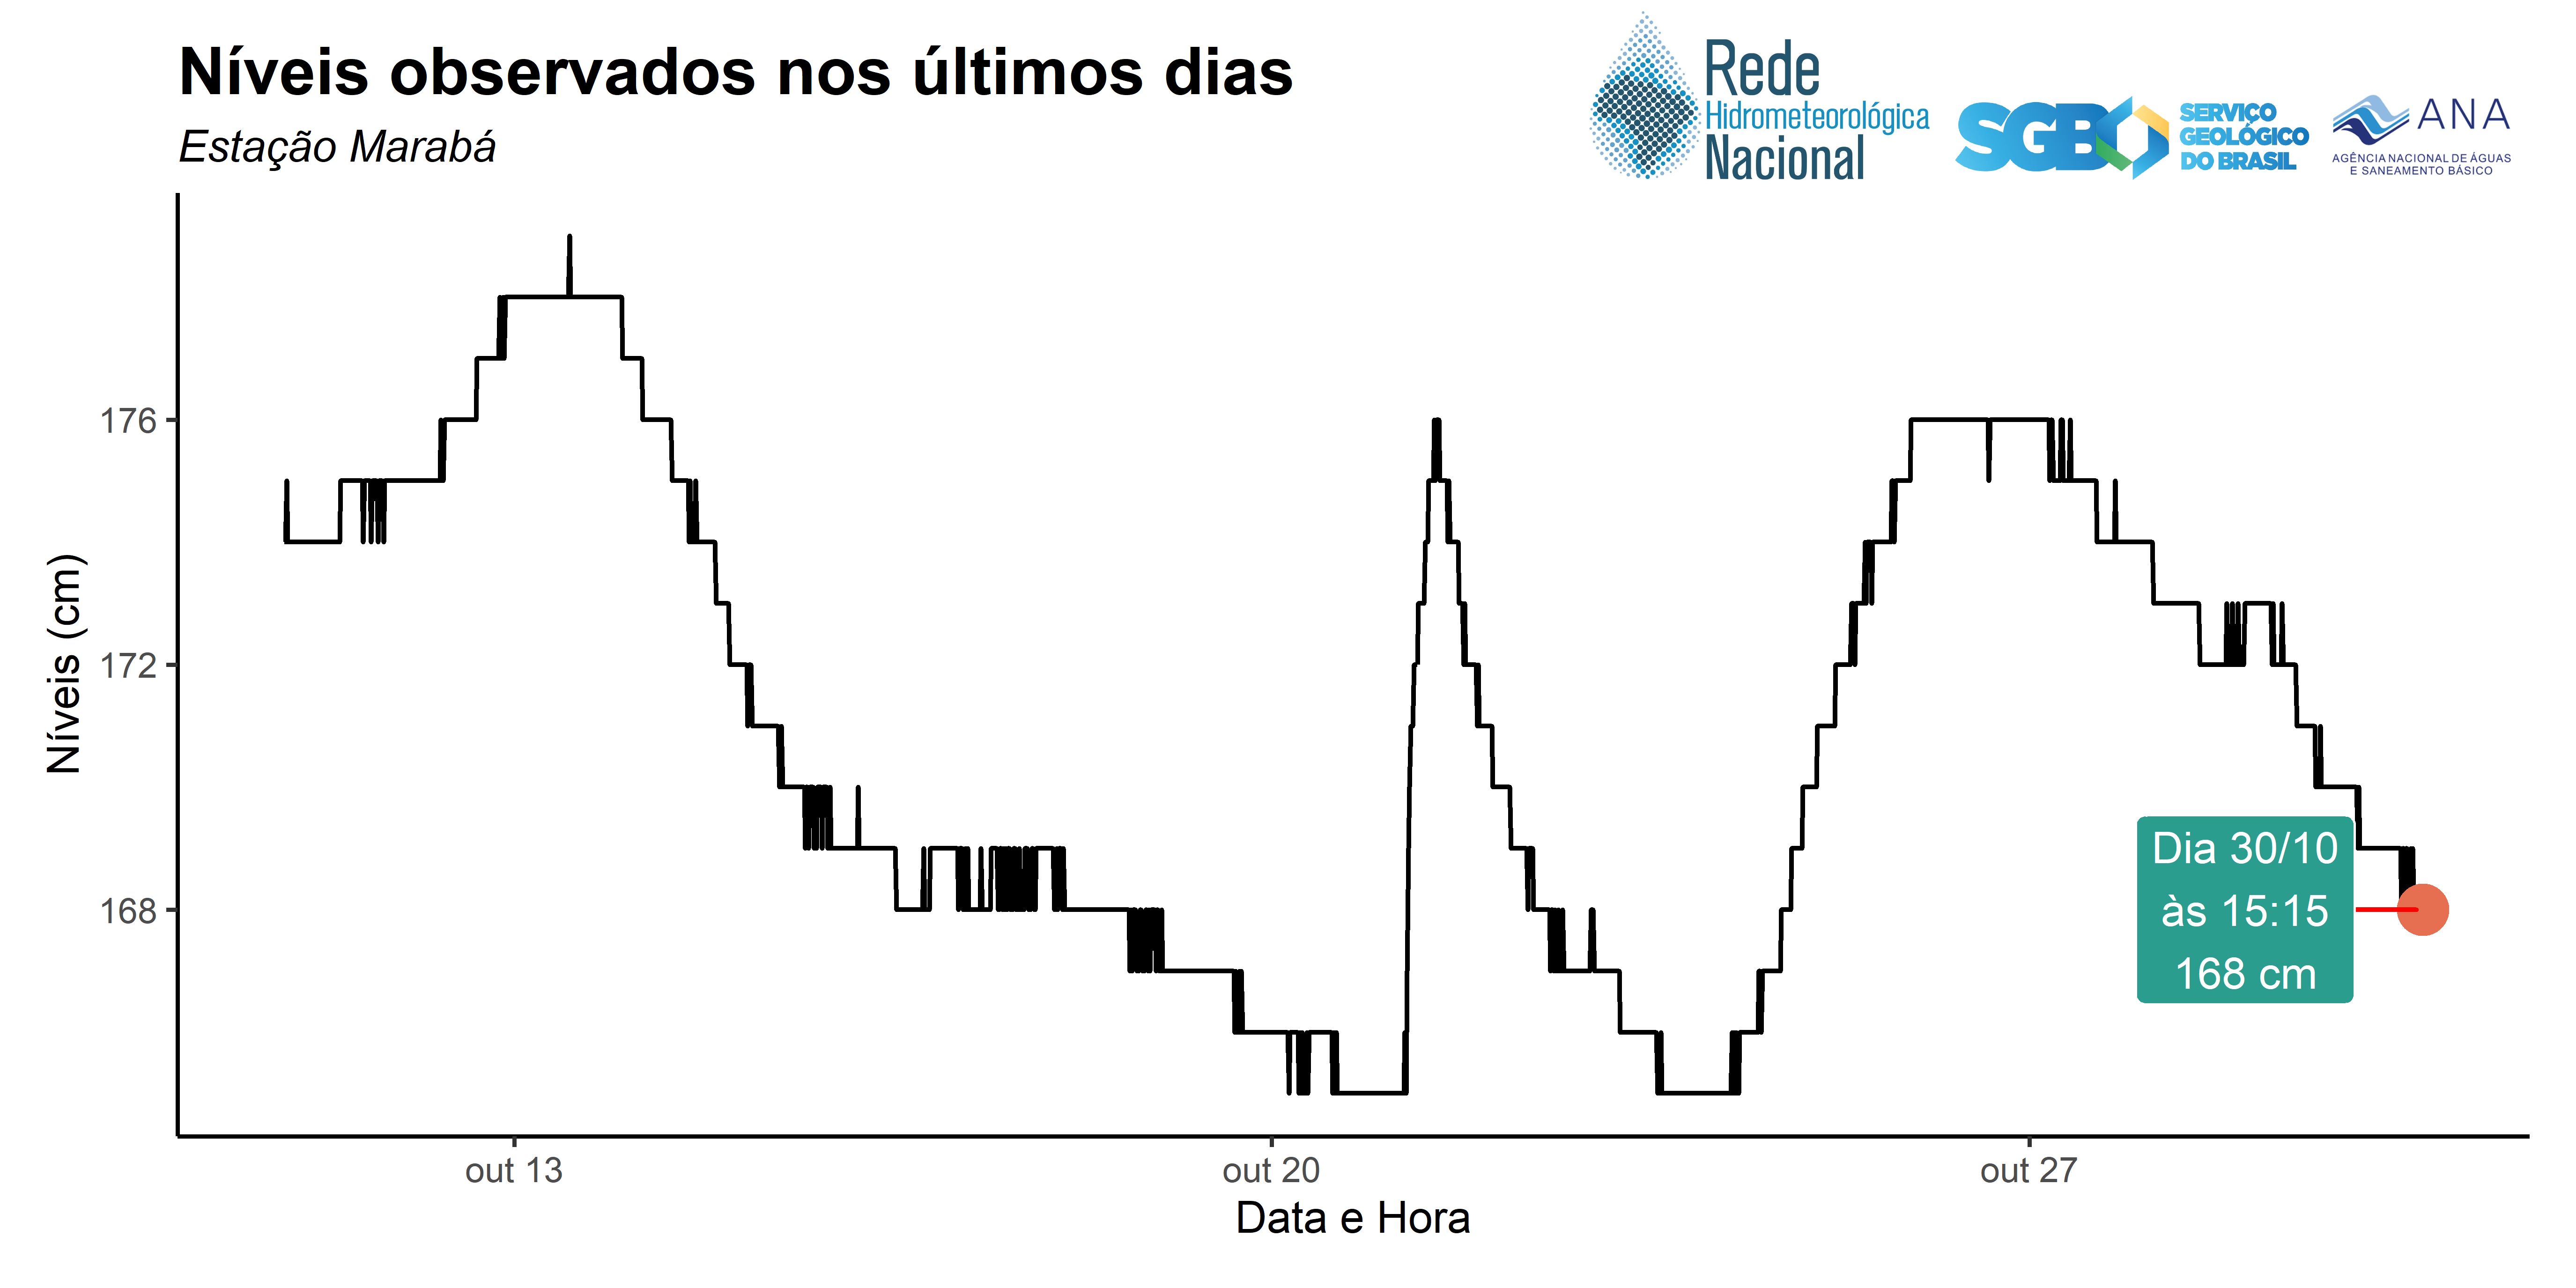 Níveis observados nos últimos dias
Estação Marabá
Rede
Hidrometeorológica
Nacional
SGB
SERVIÇO
GEOLÓGICO
DO BRASIL
ANA
AGÊNCIA NACIONAL DE ÁGUAS
E SANEAMENTO BÁSICO
Níveis (cm)
176
172
168
Dia 30/10
às 15:15
168 cm
out 13
out 20
out 27
Data e Hora